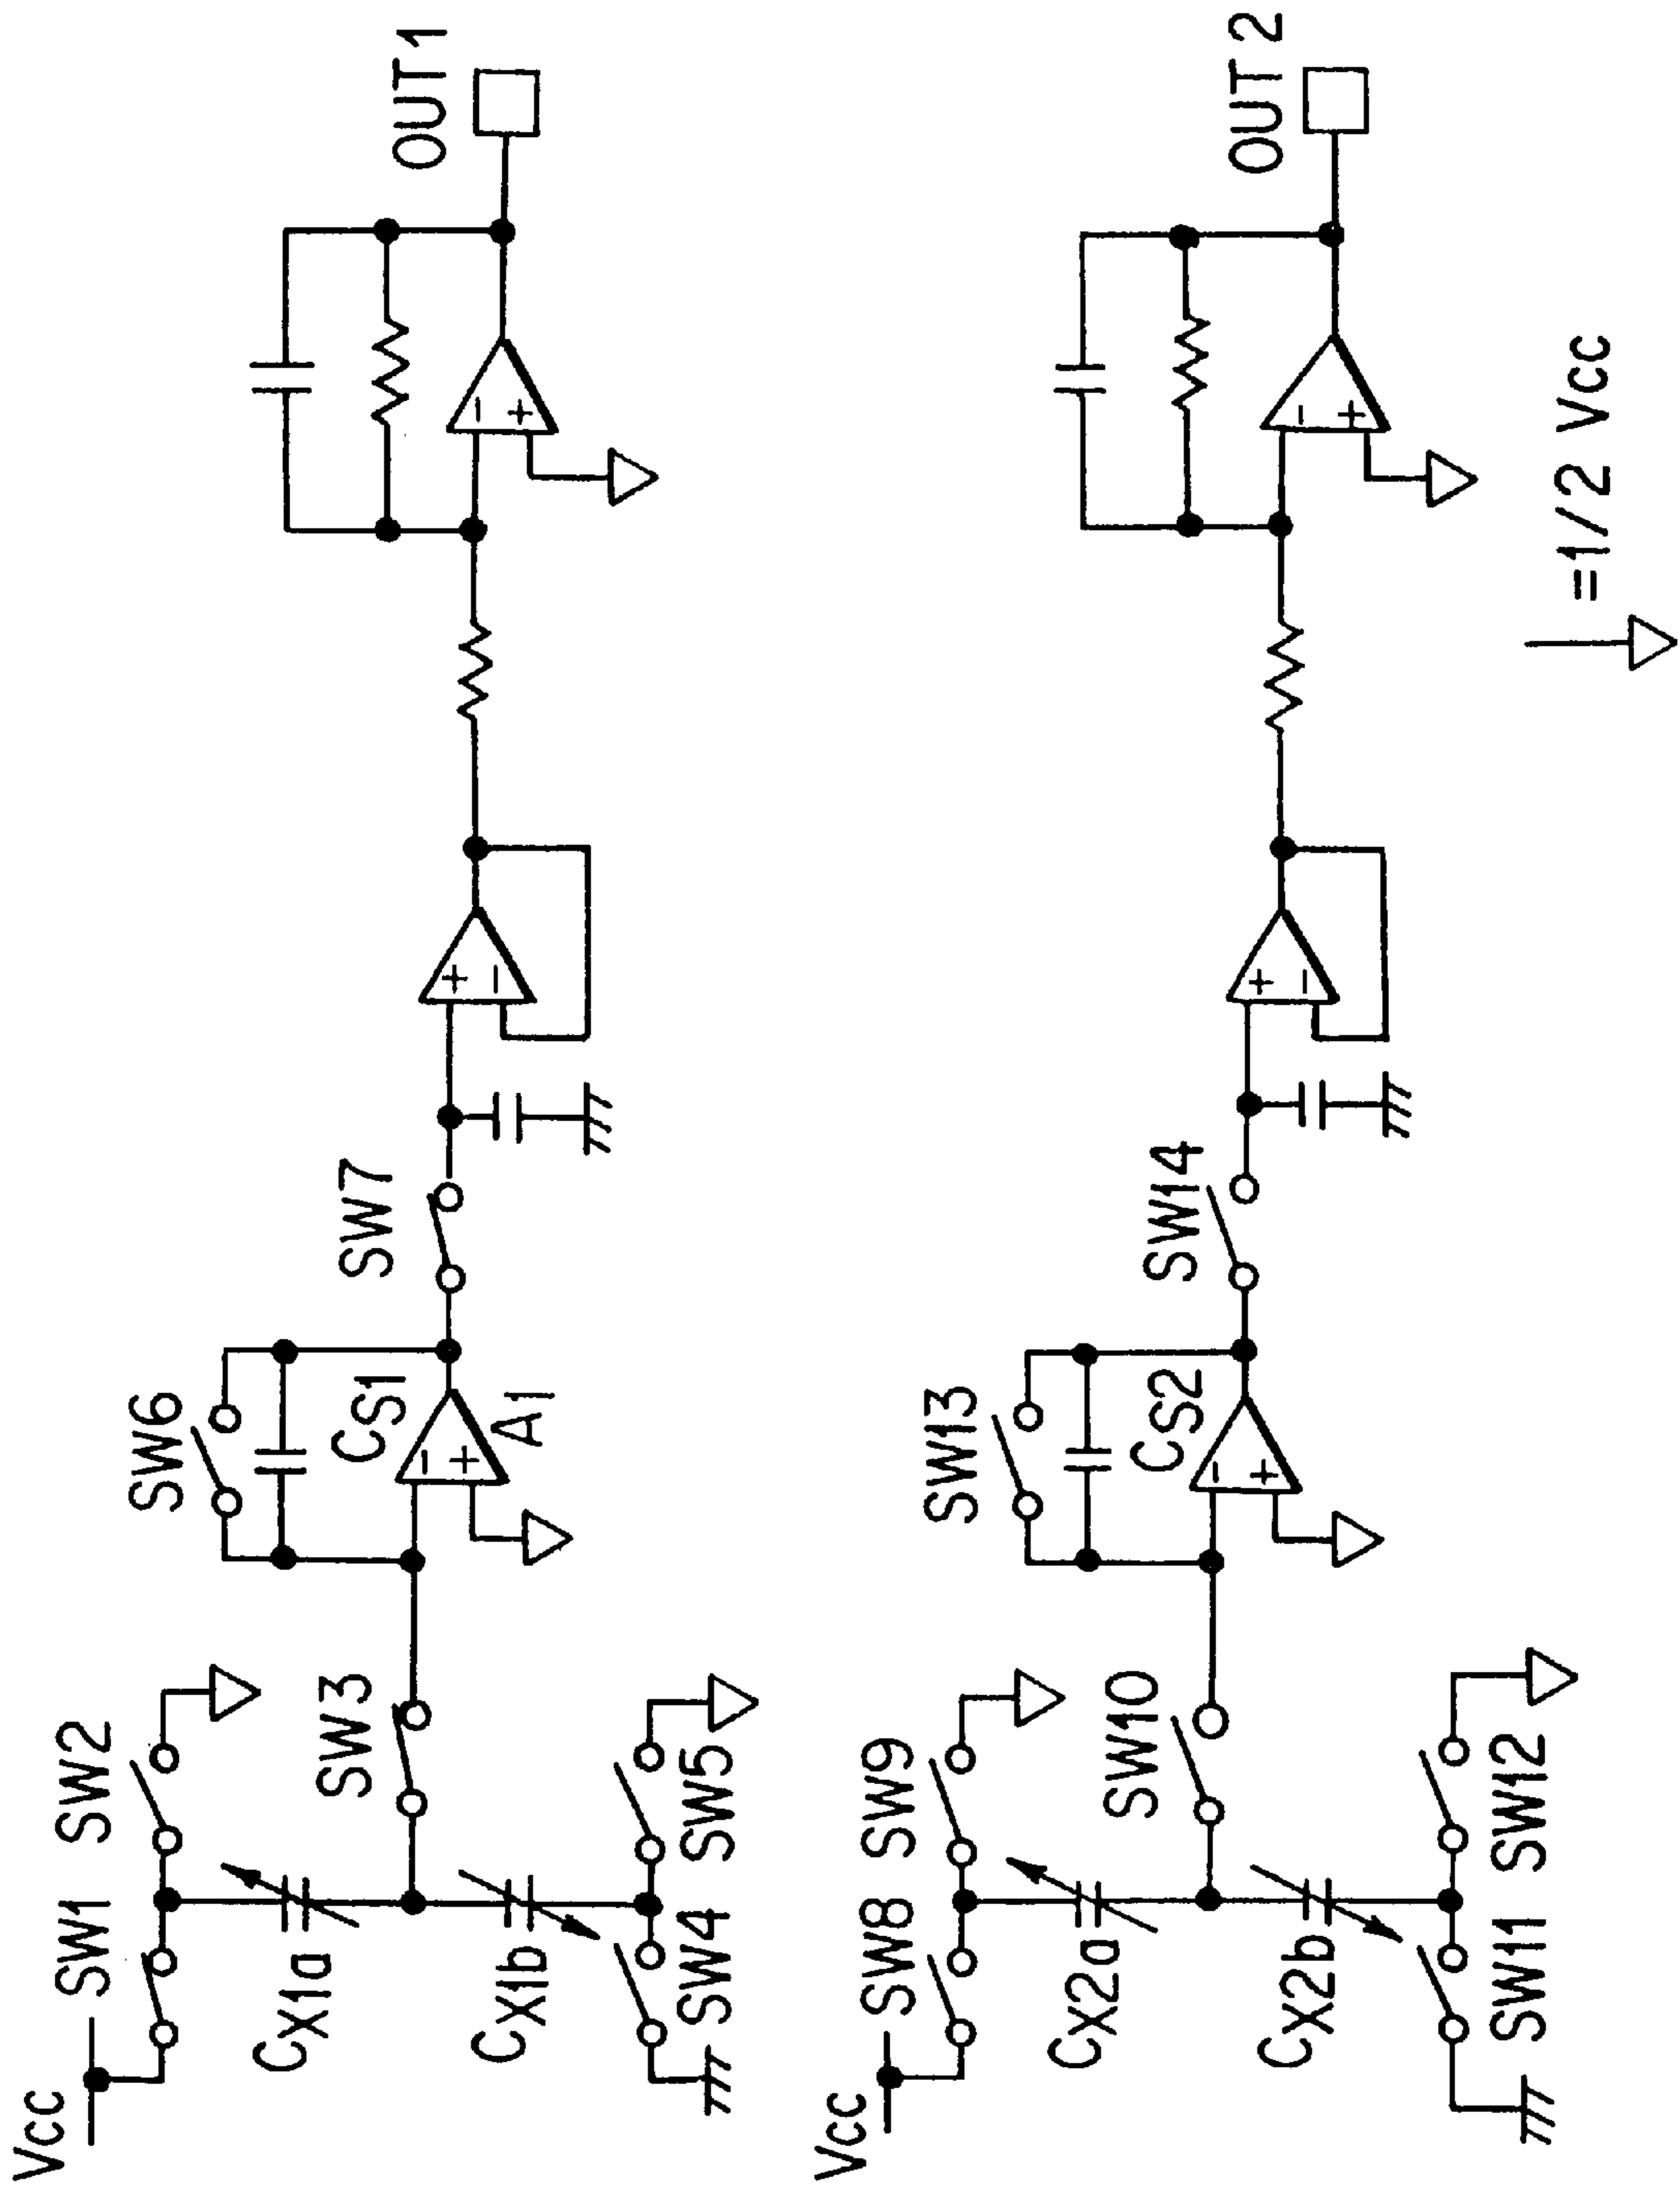 Vcc
SW1
SW2
Cx1a
Cx1b
SW3
SW4
SW5
SW6
Cs1
-
+
A1
SW7
+
-
-
+
OUT1
Vcc
SW8
SW9
Cx2a
Cx2b
SW10
SW11
SW12
SW13
Cs2
-
+
SW14
+
-
-
+
OUT2
=1/2 Vcc